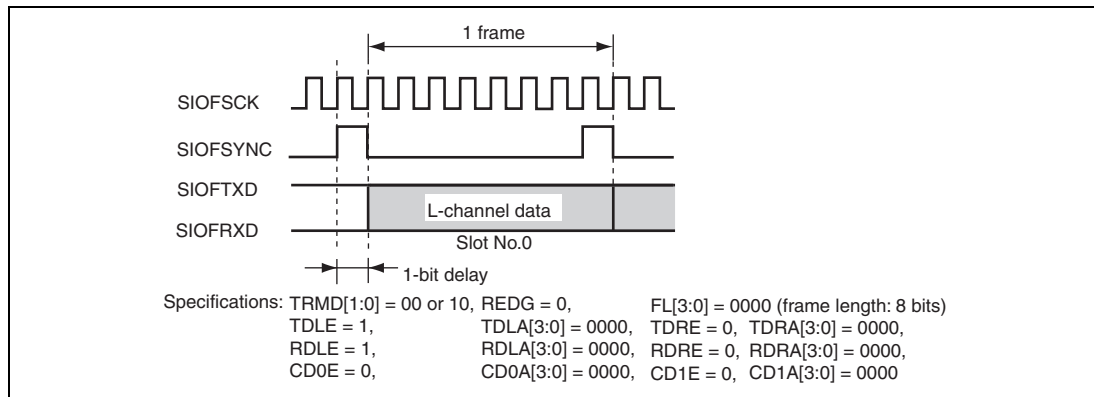 1 frame
SIOFSCK
SIOFSYNC
SIOFTXD
L-channel data
SIOFRXD
Slot No.0
1-bit delay
Specifications: TRMD[1:0] = 00 or 10, REDG = 0, FL[3:0] = 0000 (frame length: 8 bits)
TDLE = 1, TDLA[3:0] = 0000, TDRE = 0, TDRA[3:0] = 0000,
RDLE = 1, RDLA[3:0] = 0000, RDRE = 0, RDRA[3:0] = 0000,
CD0E = 0, CD0A[3:0] = 0000, CD1E = 0, CD1A[3:0] = 0000